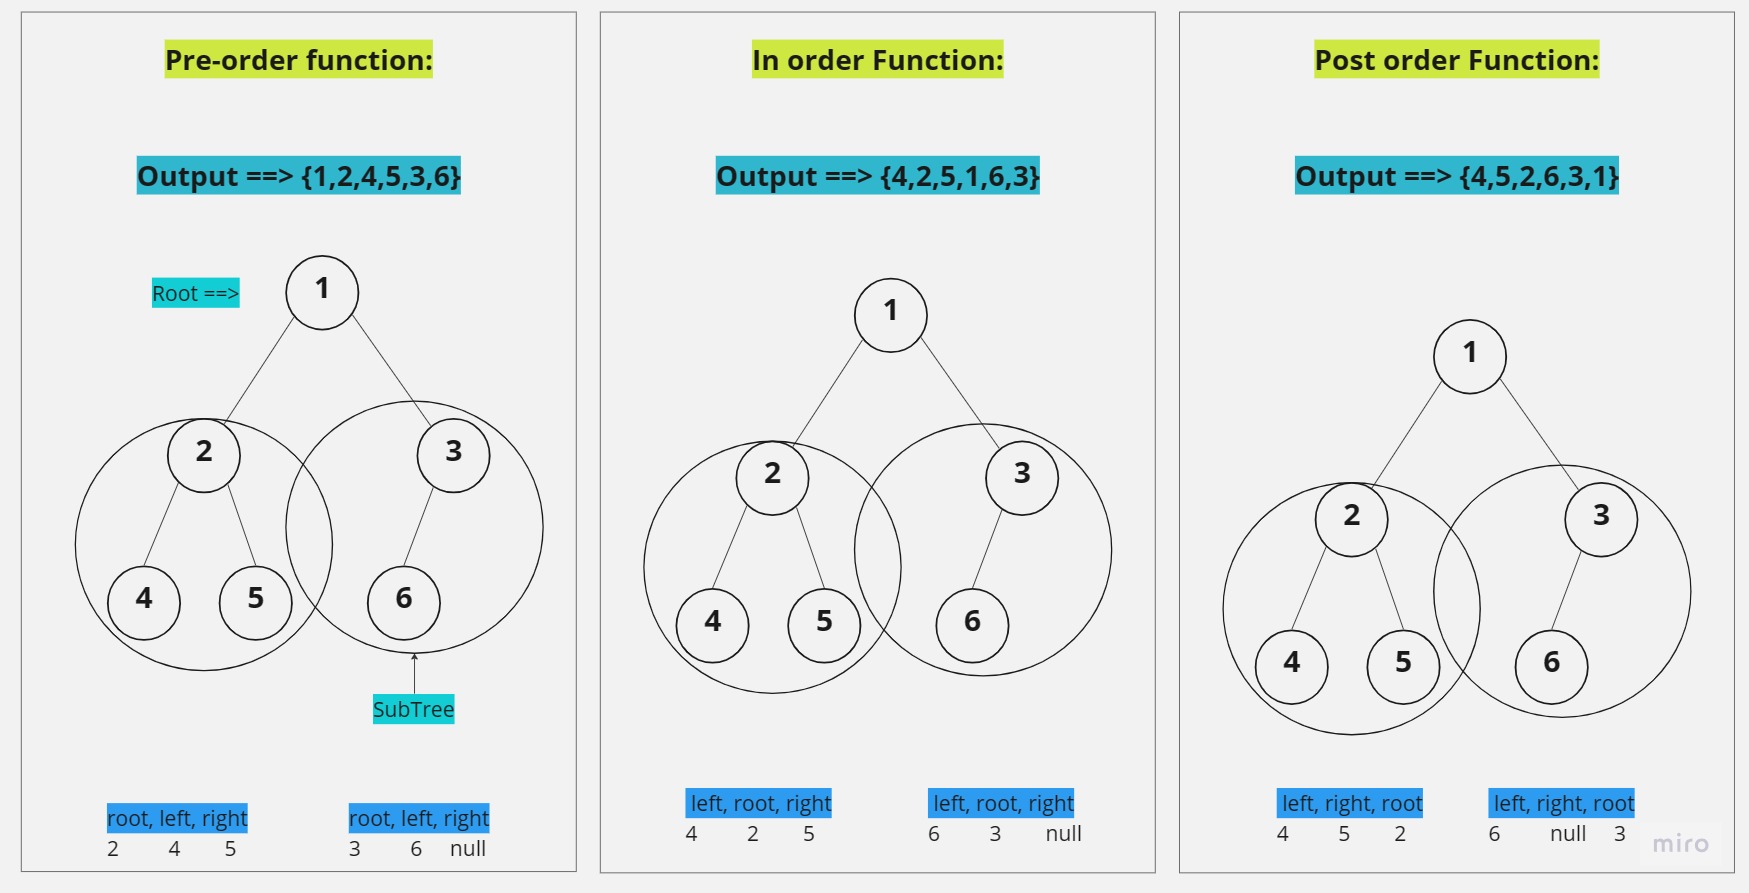 Pre-order function:
Output ==> {1,2,4,5,3,6}
Root ==>
1
2
3
4
5
6
SubTree
root, left, right
2 4 5
root, left, right
3 6 null
In order Function:
Output ==> {4,2,5,1,6,3}
1
2
3
4
5
6
left, root, right
4 2 5
left, root, right
6 3 null
Post order Function:
Output ==> {4,5,2,6,3,1}
1
2
3
4
5
6
left, right, root
4 5 2
left, right, root
6 null 3
miro